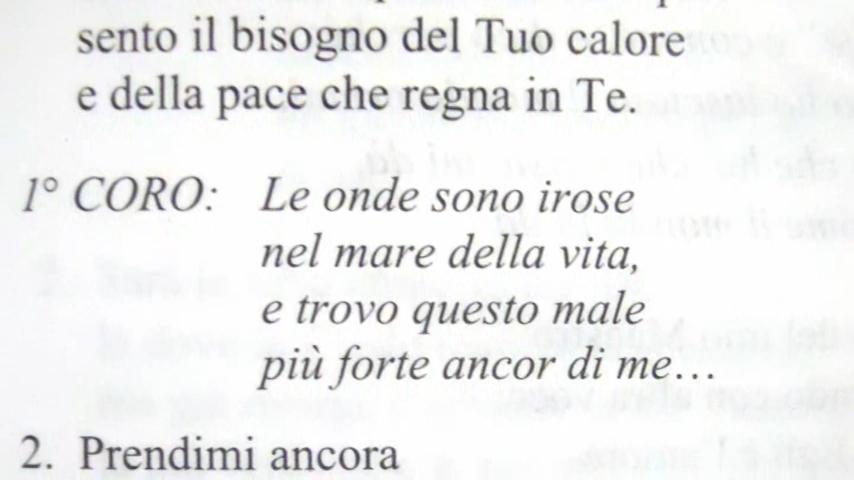 sento il bisogno del Tuo calore
e della pace che regna in Te.
1° CORO: Le onde sono irose
nel mare della vita,
e trovo questo male
più forte ancor di me…
2. Prendimi ancora